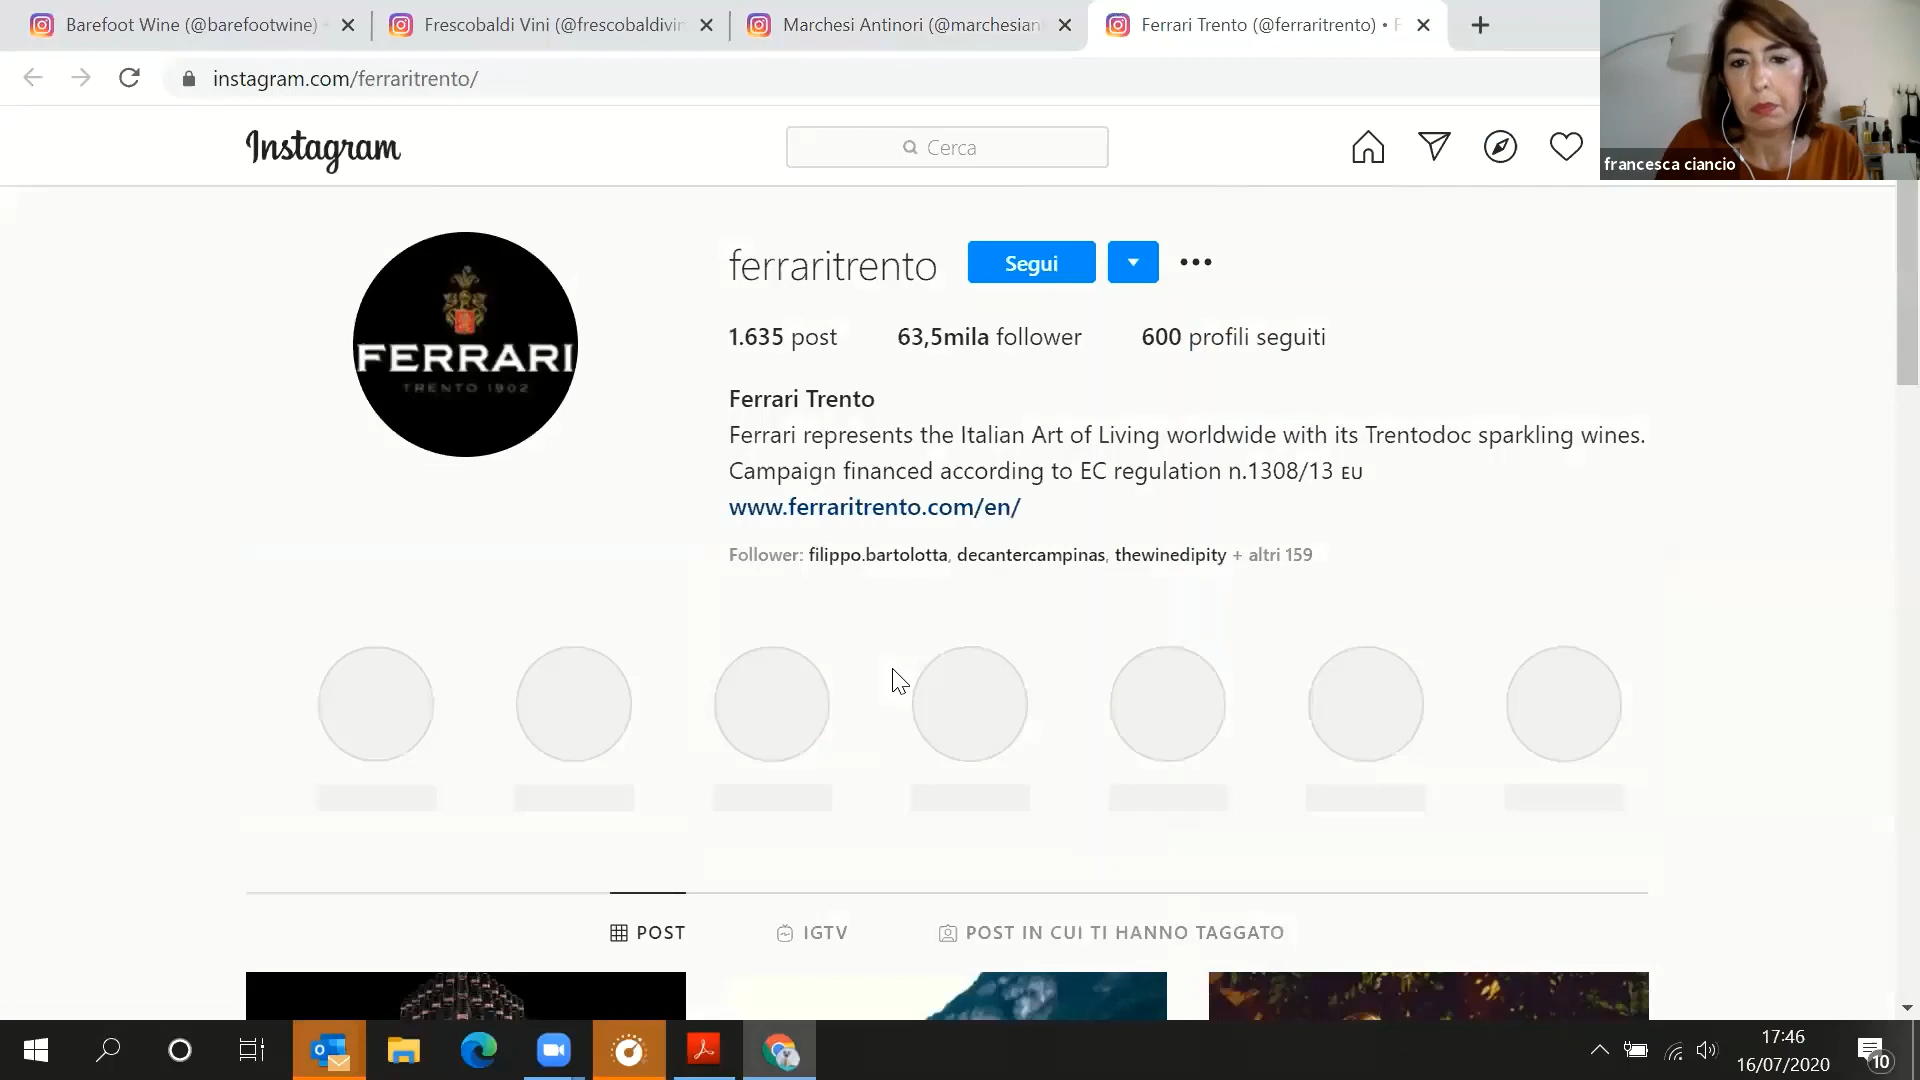 Barefoot Wine (@barefootwine)
Frescobaldi Vini (@frescobaldivin
Marchesi Antinori (@marchesian
Ferrari Trento (@ferraritrento) •
instagram.com/ferraritrento/
Instagram
Cerca
francesca ciancio
ferraritrento
Segui
1.635 post
63,5mila follower
600 profili seguiti
FERRARI
TRENTO 1902
Ferrari Trento
Ferrari represents the Italian Art of Living worldwide with its Trentodoc sparkling wines.
Campaign financed according to EC regulation n.1308/13 EU
www.ferraritrento.com/en/
Follower: filippo.bartolotta, decantercampinas, thewinedipity + altri 159
POST
IGTV
POST IN CUI TI HANNO TAGGATO
17:46
16/07/2020
10